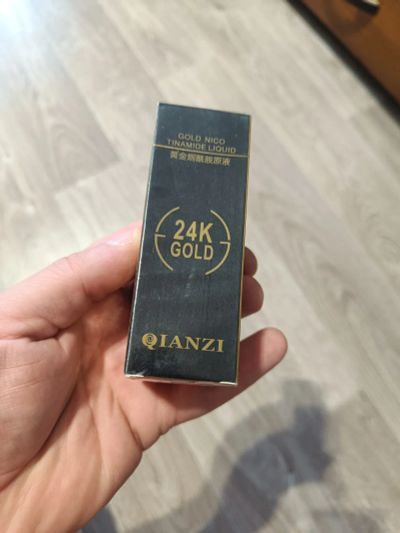 GOLD NICO
TINAMIDE LIQUID
黄金烟酰胺原液
24K
GOLD
QIANZI